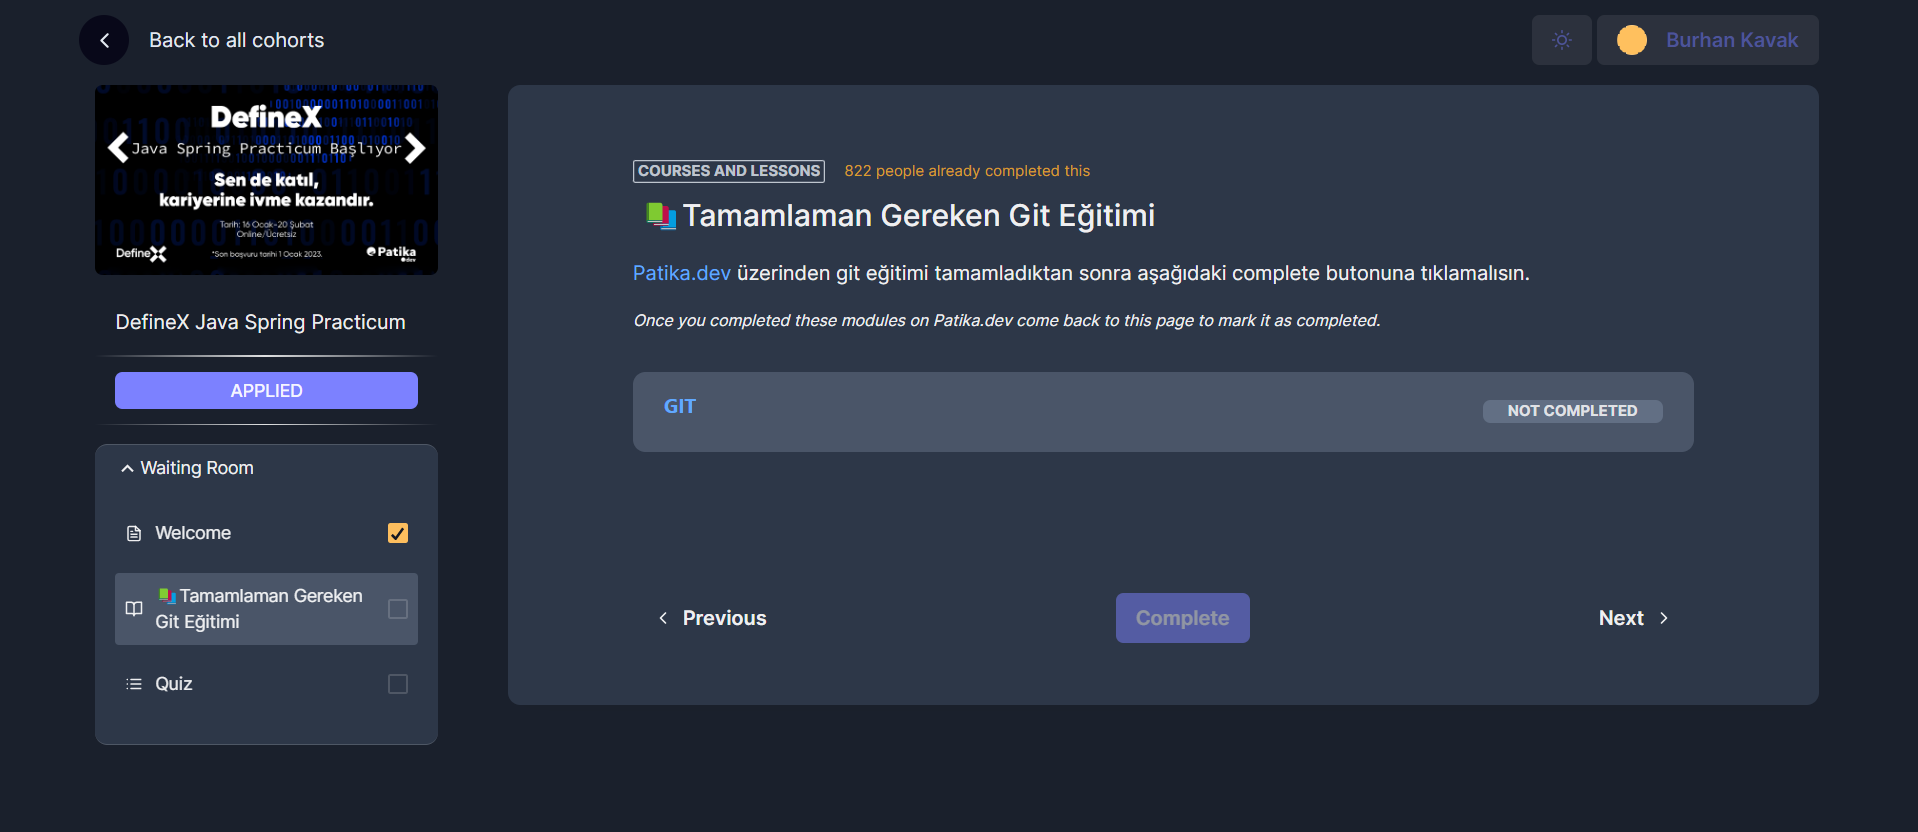 Back to all cohorts
Burhan Kavak
DefineX
Java Spring Practicum Başlıyor
Sen de katıl,
kariyerine ivme kazandır.
Tarih: 16 Ocak-20 Şubat
Online/Ücretsiz
DefineX
*Son başvuru tarihi 1 Ocak 2023.
Patika
dev
DefineX Java Spring Practicum
APPLIED
Waiting Room
Welcome
Tamamlaman Gereken
Git Eğitimi
Quiz
COURSES AND LESSONS 822 people already completed this
Tamamlaman Gereken Git Eğitimi
Patika.dev üzerinden git eğitimi tamamladıktan sonra aşağıdaki complete butonuna tıklamalısın.
Once you completed these modules on Patika.dev come back to this page to mark it as completed.
GIT
NOT COMPLETED
Previous
Complete
Next